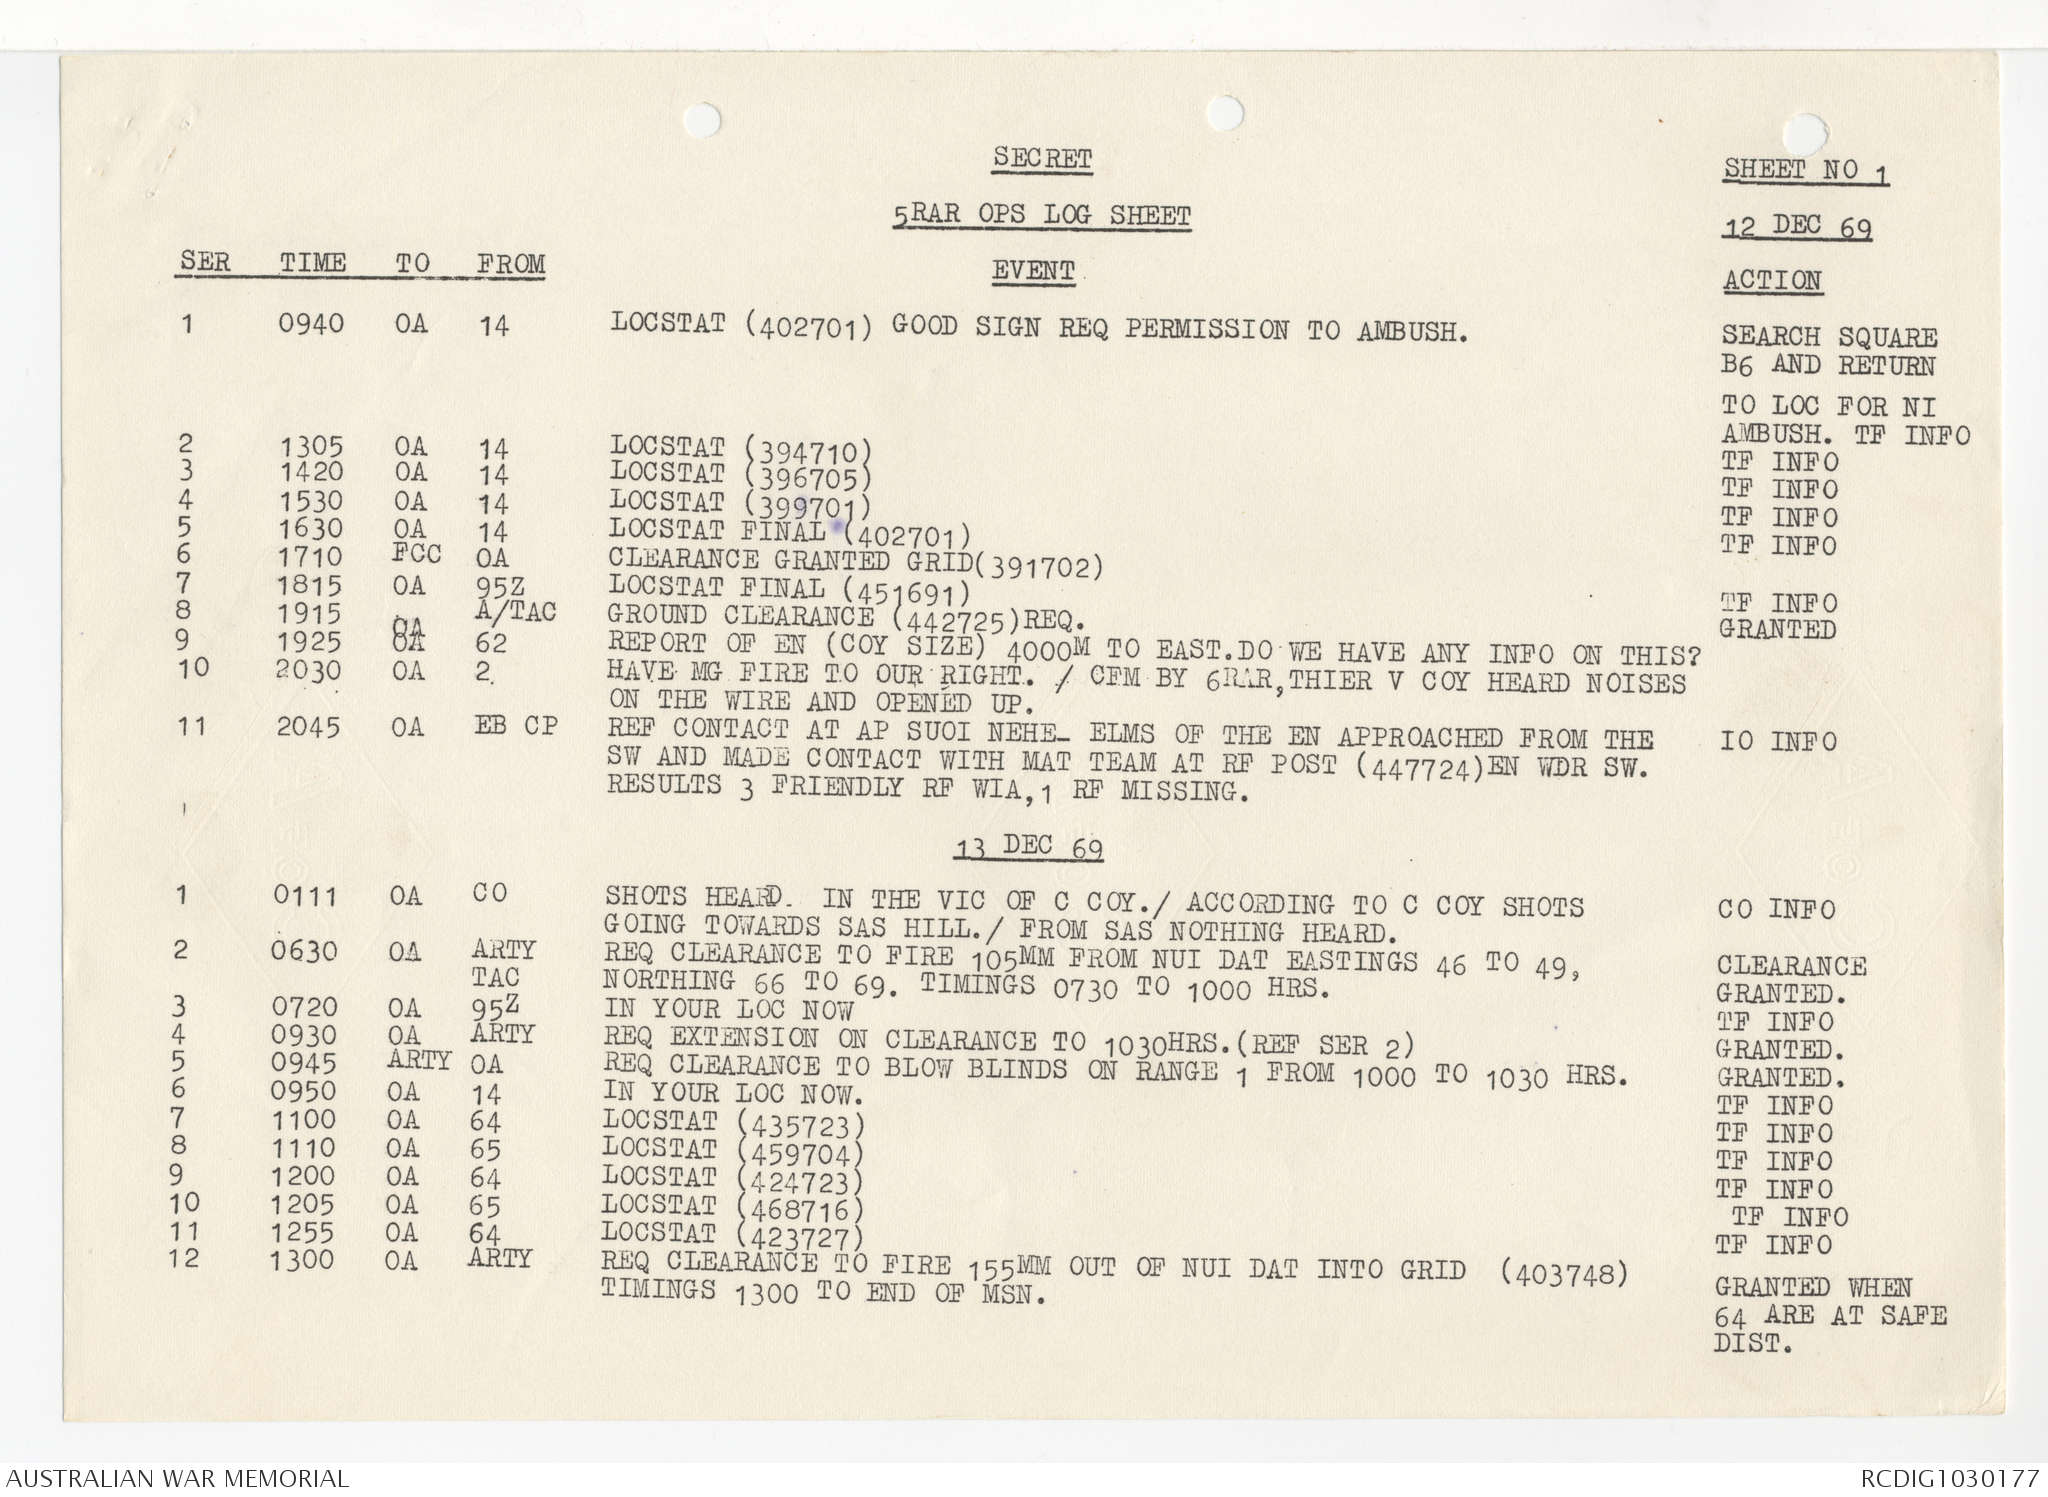 SECRET
SHEET NO 1
5RAR OPS LOG SHEET
12 DEC 69
SER TIME TO FROM EVENT ACTION
1 0940 OA 14 LOCSTAT (402701) GOOD SIGN REQ PERMISSION TO AMBUSH. SEARCH SQUARE
B6 AND RETURN
TO LOC FOR NI
AMBUSH. TF INFO
2 1305 OA 14 LOCSTAT (394710) TF INFO
3 1420 OA 14 LOCSTAT (396705) TF INFO
4 1530 OA 14 LOCSTAT (399701) TF INFO
5 1630 OA 14 LOCSTAT FINAL (402701) TF INFO
6 1710 FCC OA CLEARANCE GRANTED GRID(391702)
7 1815 OA 95Z LOCSTAT FINAL (451691) TF INFO
8 1915 OA A/TAC GROUND CLEARANCE (442725)REQ. GRANTED
9 1925 OA 62 REPORT OF EN (COY SIZE) 4000M TO EAST.DO WE HAVE ANY INFO ON THIS?
10 2030 OA 2 HAVE MG FIRE TO OUR RIGHT. / CFM BY 6RAR,THIER V COY HEARD NOISES
ON THE WIRE AND OPENED UP.
11 2045 OA EB CP REF CONTACT AT AP SUOI NEHE_ ELMS OF THE EN APPROACHED FROM THE IO INFO
SW AND MADE CONTACT WITH MAT TEAM AT RF POST (447724)EN WDR SW.
RESULTS 3 FRIENDLY RF WIA,1 RF MISSING.
13 DEC 69
1 0111 OA CO SHOTS HEARD. IN THE VIC OF C COY./ ACCORDING TO C COY SHOTS CO INFO
GOING TOWARDS SAS HILL./ FROM SAS NOTHING HEARD.
2 0630 OA ARTY REQ CLEARANCE TO FIRE 105MM FROM NUI DAT EASTINGS 46 TO 49, CLEARANCE
TAC NORTHING 66 TO 69. TIMINGS 0730 TO 1000 HRS. GRANTED.
3 0720 OA 95Z IN YOUR LOC NOW TF INFO
4 0930 OA ARTY REQ EXTENSION ON CLEARANCE TO 1030HRS.(REF SER 2) GRANTED.
5 0945 ARTY OA REQ CLEARANCE TO BLOW BLINDS ON RANGE 1 FROM 1000 TO 1030 HRS. GRANTED.
6 0950 OA 14 IN YOUR LOC NOW. TF INFO
7 1100 OA 64 LOCSTAT (435723) TF INFO
8 1110 OA 65 LOCSTAT (459704) TF INFO
9 1200 OA 64 LOCSTAT (424723) TF INFO
10 1205 OA 65 LOCSTAT (468716) TF INFO
11 1255 OA 64 LOCSTAT (423727) TF INFO
12 1300 OA ARTY REQ CLEARANCE TO FIRE 155MM OUT OF NUI DAT INTO GRID (403748) GRANTED WHEN
TIMINGS 1300 TO END OF MSN. 64 ARE AT SAFE
DIST.
AUSTRALIAN WAR MEMORIAL
RCDIG1030177